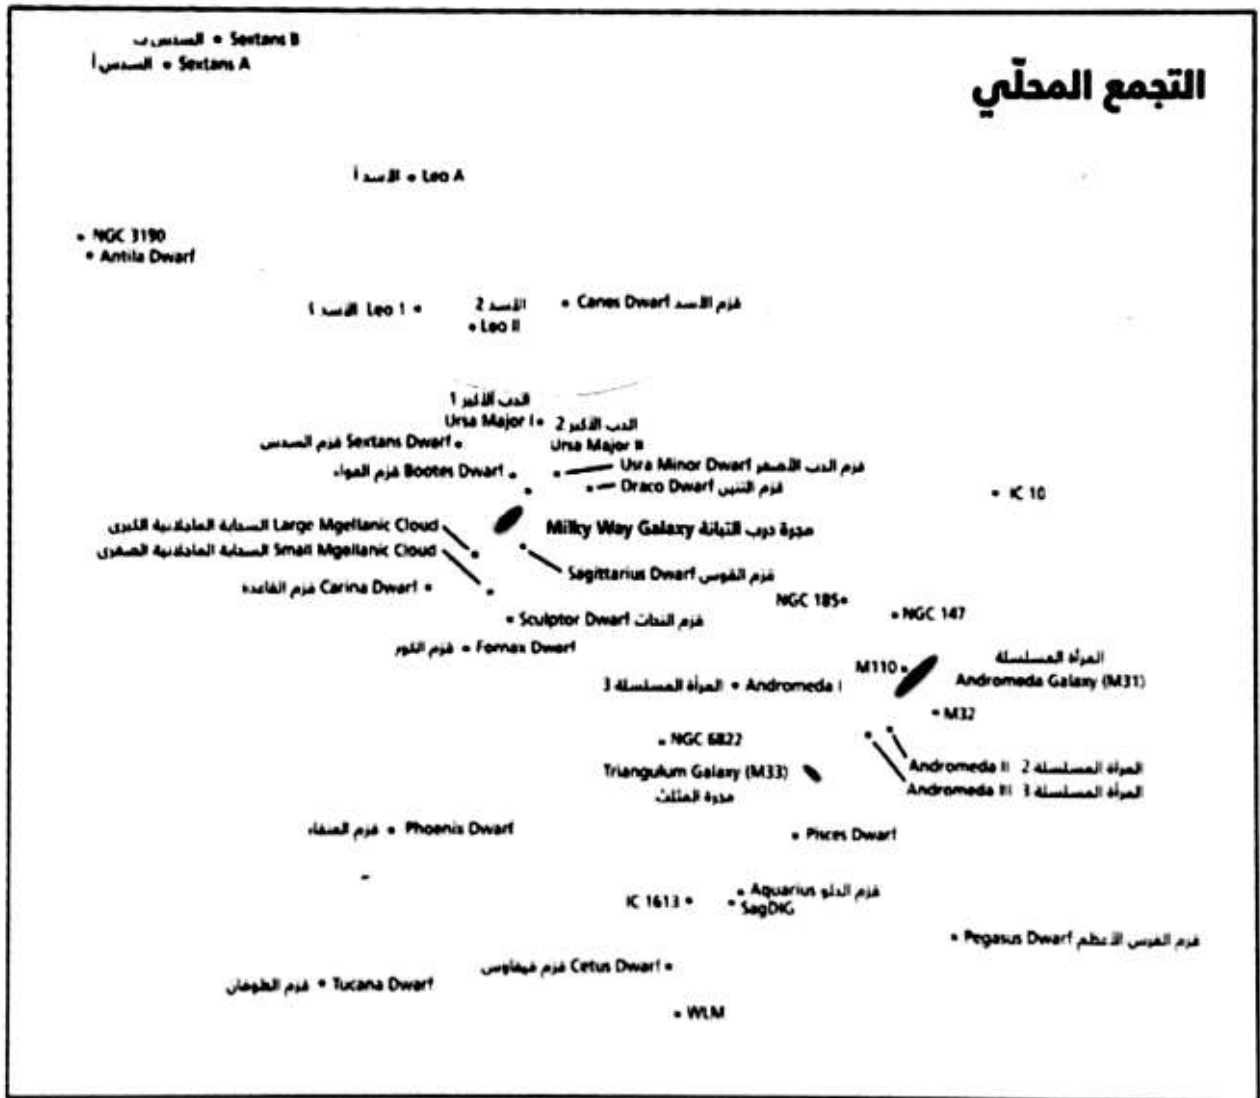 التجمع المحلّي
السدس ب • Sextans B
السدس أ • Sextans A
الأسد أ • Leo A
• NGC 3190
• Antila Dwarf
الأسد 1 Leo 1 •
الأسد 2
• Leo II
• Canes Dwarf قزم الأسد
الدب الأكبر 1
Ursa Major I •
الدب الأكبر 2
Ursa Major II
قزم السدس Sextans Dwarf •
Usra Minor Dwarf قزم الدب الأصغر
قزم العواء Bootes Dwarf •
Draco Dwarf قزم التنين
• IC 10
السحابة الماجلانية الكبرى Large Mgellanic Cloud
Milky Way Galaxy مجرة درب التبانة
السحابة الماجلانية الصغرى Small Mgellanic Cloud
Sagittarius Dwarf قزم القوس
قزم القاعدة Carina Dwarf •
NGC 185 •
• NGC 147
• Sculptor Dwarf قزم النحات
قزم الكور • Fornax Dwarf
المرأة المسلسلة
Andromeda Galaxy (M31)
M110 •
المرأة المسلسلة 3 • Andromeda I
• M32
• NGC 6822
Andromeda II المرأة المسلسلة 2
Andromeda III المرأة المسلسلة 3
Triangulum Galaxy (M33)
مجرة المثلث
قزم العنقاء • Phoenix Dwarf
• Pisces Dwarf
• Aquarius قزم الدلو
IC 1613 •
• SagDIG
• Pegasus Dwarf قزم الفرس الأعظم
قزم قيفاوس Cetus Dwarf •
قزم الطوقان • Tucana Dwarf
• WLM